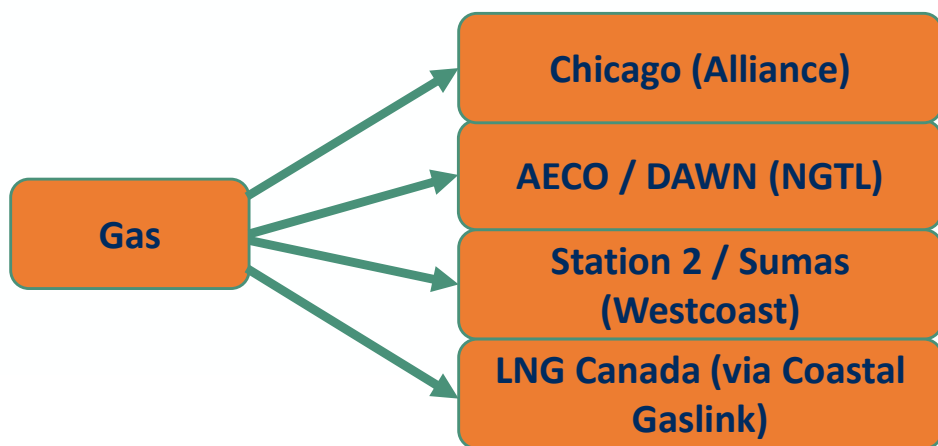 Chicago (Alliance)
AECO / DAWN (NGTL)
Gas
Station 2 / Sumas
(Westcoast)
LNG Canada (via Coastal
Gaslink)